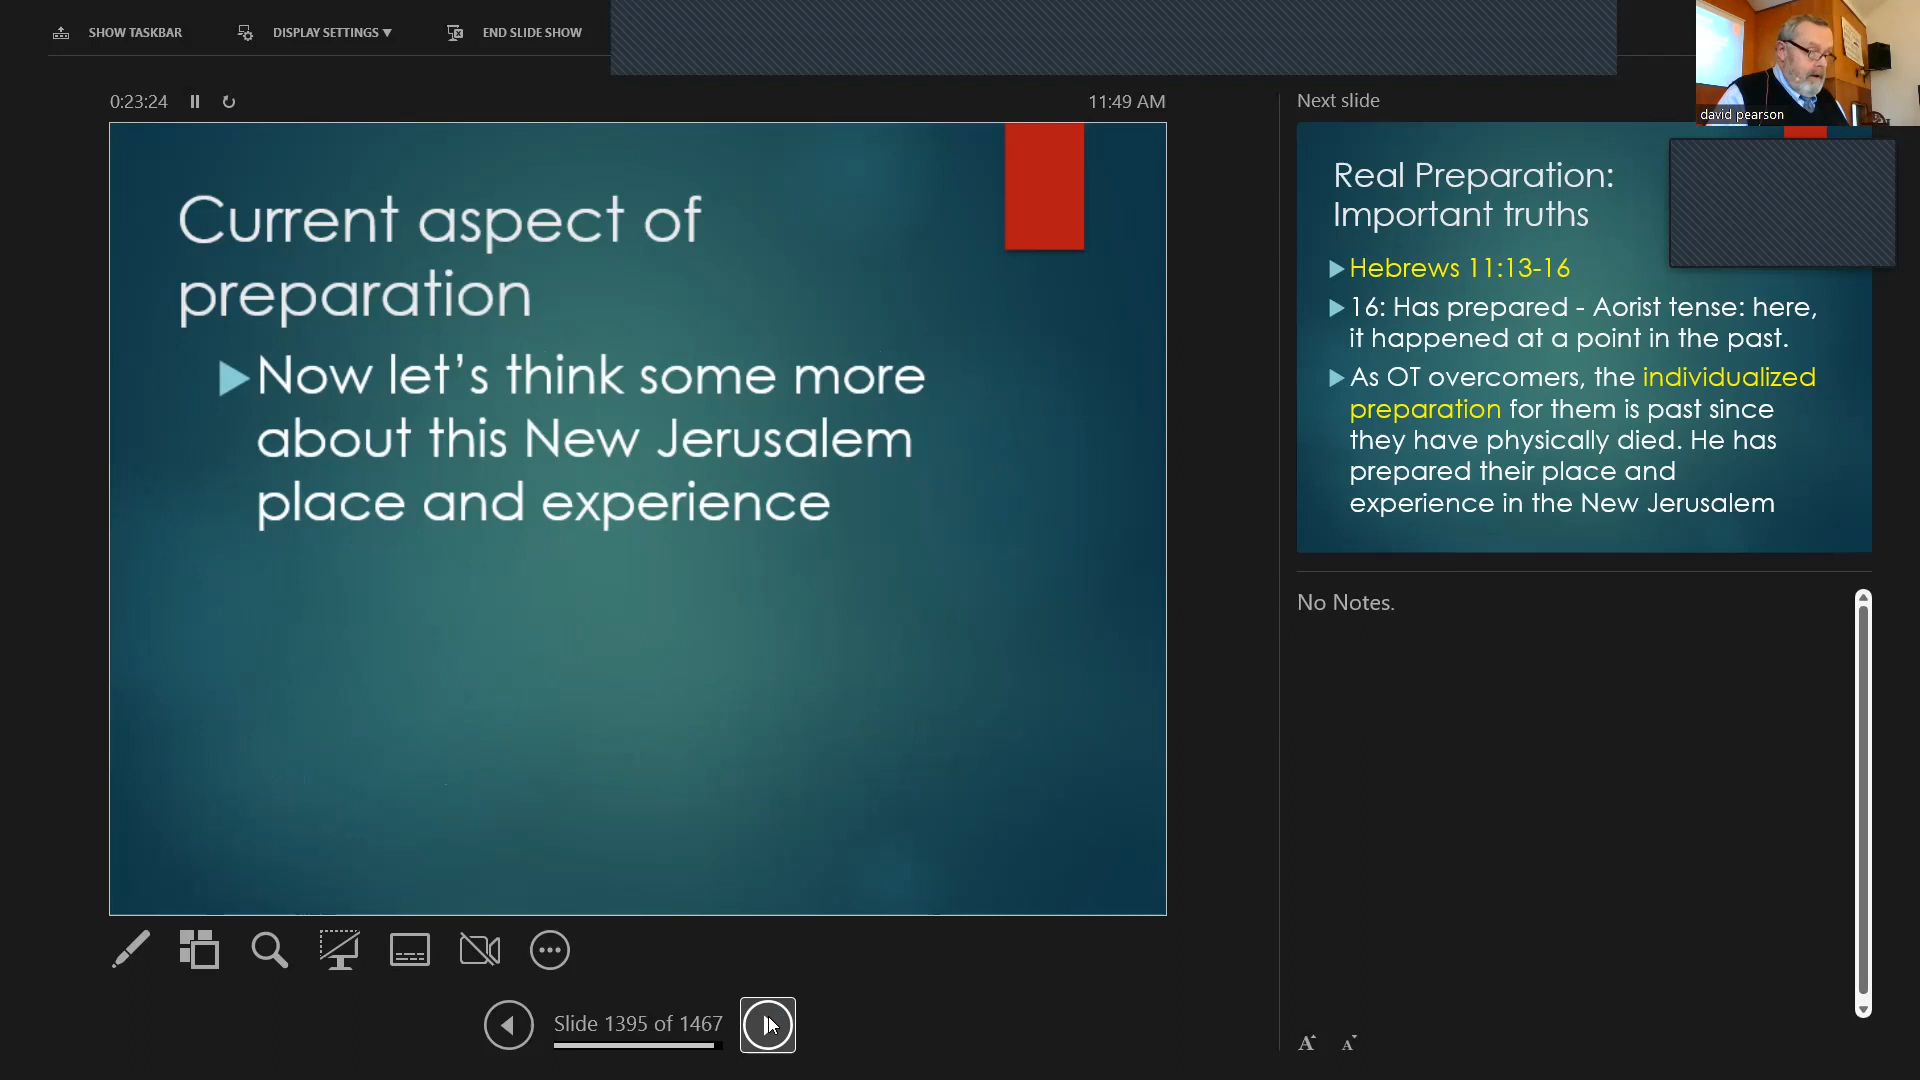 SHOW TASKBAR
DISPLAY SETTINGS ▼
END SLIDE SHOW
0:23:24
11:49 AM
Current aspect of
preparation
Now let's think some more
about this New Jerusalem
place and experience
Slide 1395 of 1467
Next slide
david pearson
Real Preparation:
Important truths
Hebrews 11:13-16
16: Has prepared - Aorist tense: here,
it happened at a point in the past.
As OT overcomers, the individualized
preparation for them is past since
they have physically died. He has
prepared their place and
experience in the New Jerusalem
No Notes.
A A